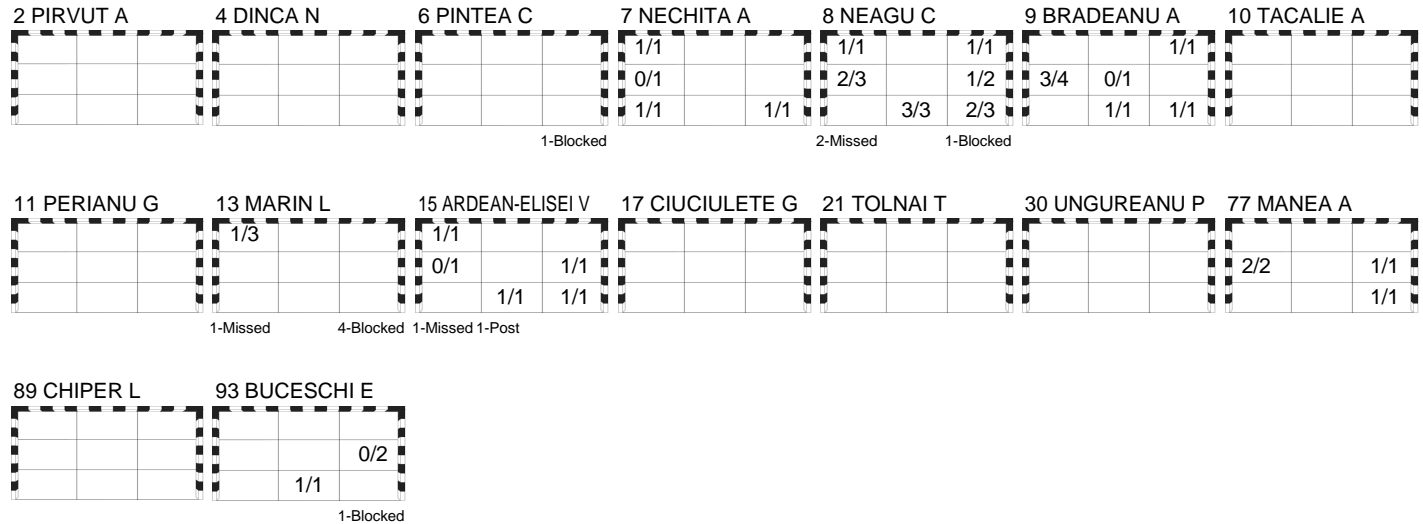 2 PIRVUT A 4 DINCA N 6 PINTEA C 7 NECHITA A 8 NEAGU C 9 BRADEANU A 10 TACALIE A
1/1 1/1 1/1 1/1
0/1 2/3 1/2 3/4 0/1
1/1 1/1 3/3 2/3 1/1 1/1
1-Blocked 2-Missed 1-Blocked
11 PERIANU G 13 MARIN L 15 ARDEAN-ELISEI V 17 CIUCIULETE G 21 TOLNAI T 30 UNGUREANU P 77 MANEA A
1/3 1/1
0/1 1/1 2/2 1/1
1/1 1/1 1/1
1-Missed 4-Blocked 1-Missed 1-Post
89 CHIPER L 93 BUCESCHI E
0/2
1/1
1-Blocked